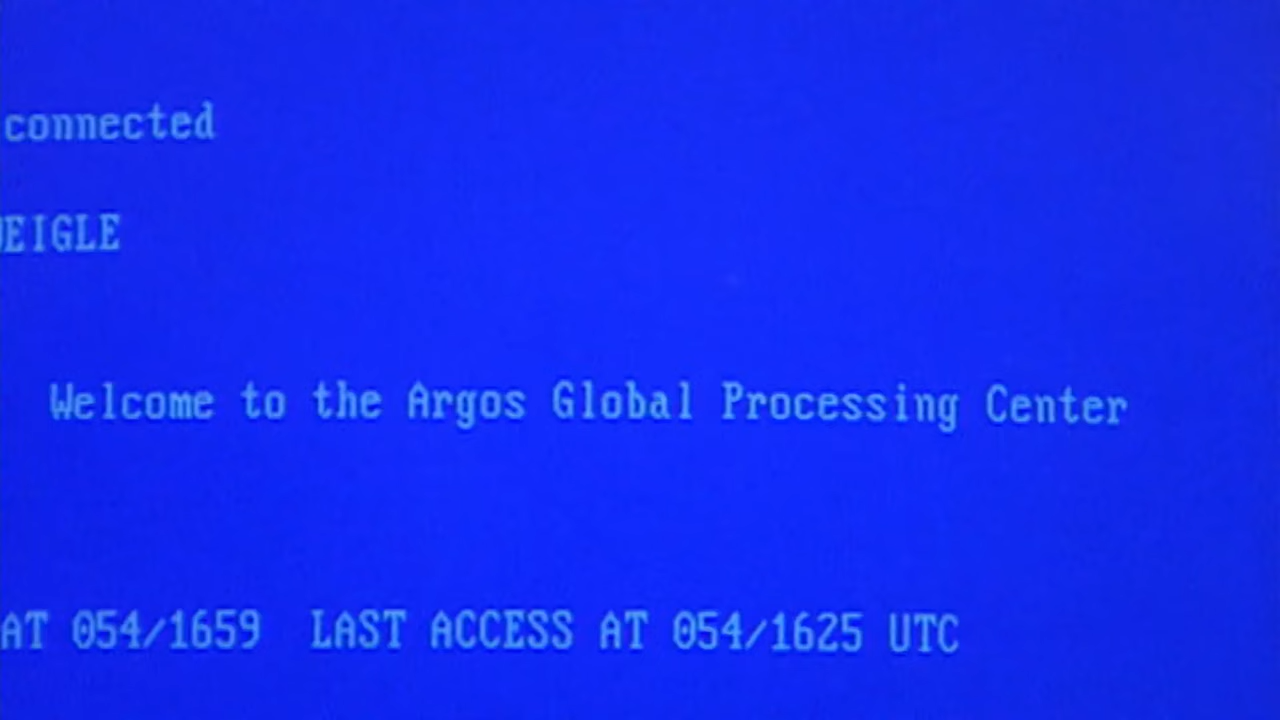 connected
EIGLE
Welcome to the Argos Global Processing Center
AT 054/1659 LAST ACCESS AT 054/1625 UTC